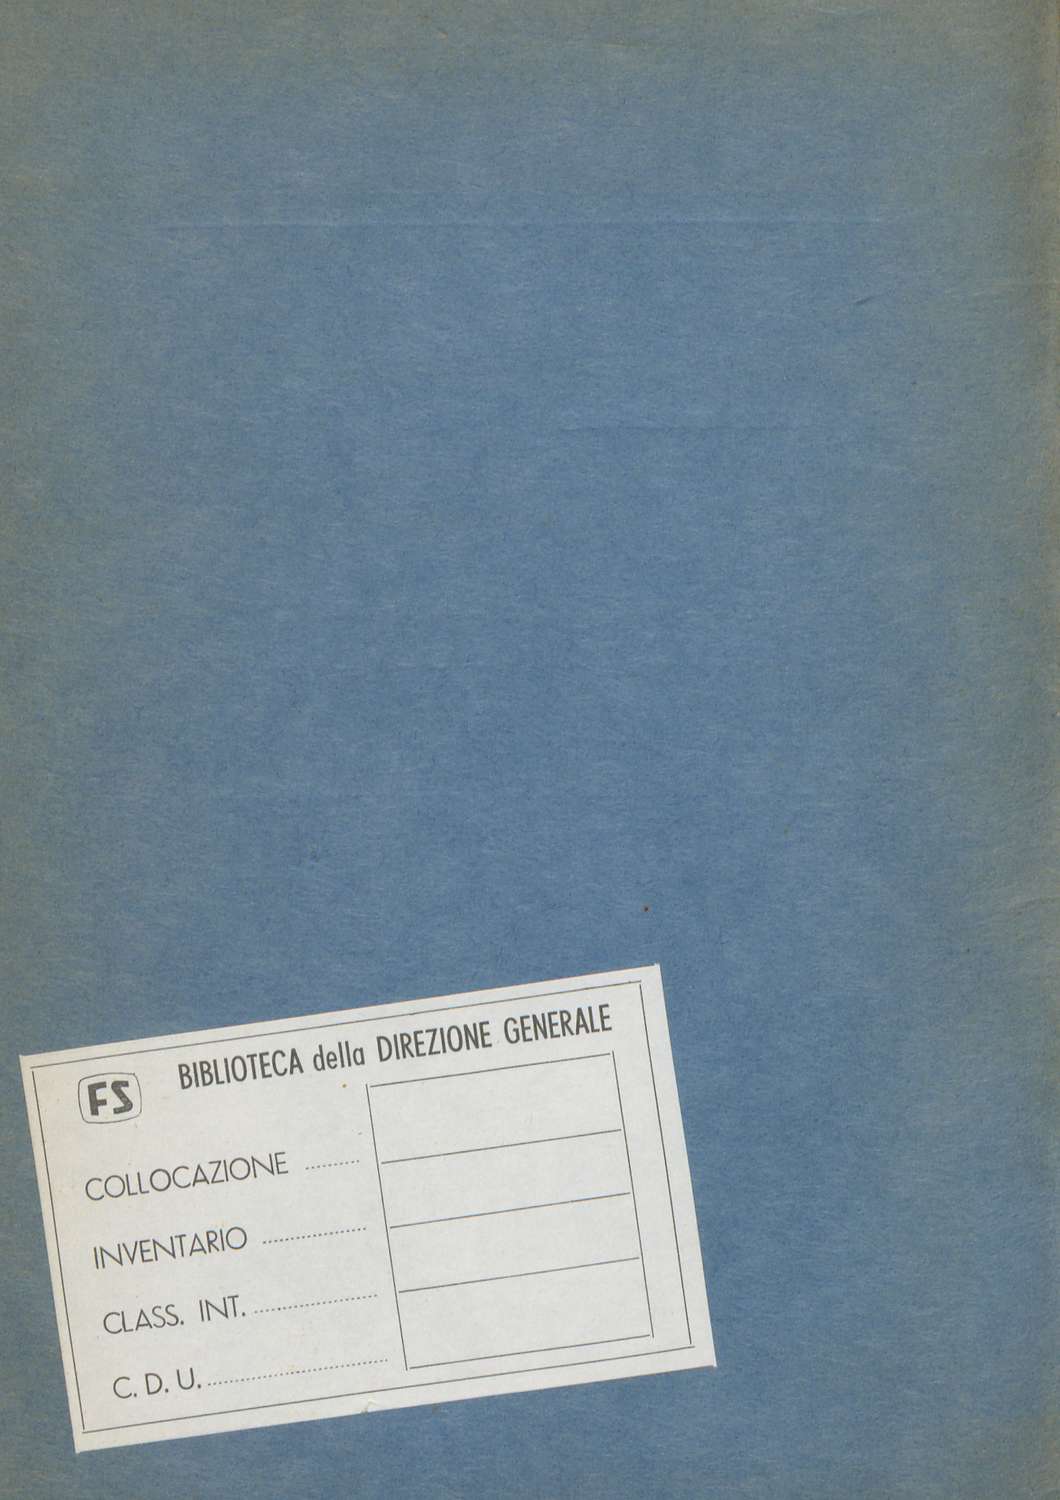 BIBLIOTECA della DIREZIONE GENERALE
FS
COLLOCAZIONE ..........
INVENTARIO ....................
CLASS. INT. ........................
C. D. U. ...................................